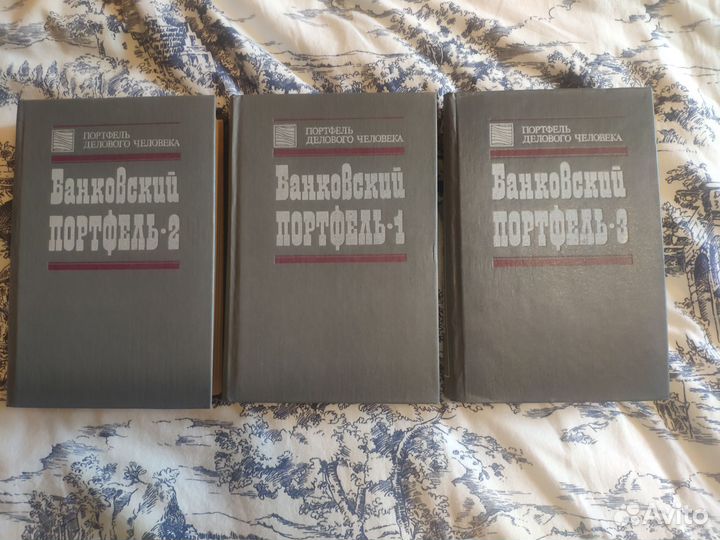 ПОРТФЕЛЬ
ДЕЛОВОГО ЧЕЛОВЕКА
Банковский
ПОРТФЕЛЬ·2
ПОРТФЕЛЬ
ДЕЛОВОГО ЧЕЛОВЕКА
Банковский
ПОРТФЕЛЬ·1
ПОРТФЕЛЬ
ДЕЛОВОГО ЧЕЛОВЕКА
Банковский
ПОРТФЕЛЬ·3
Avito